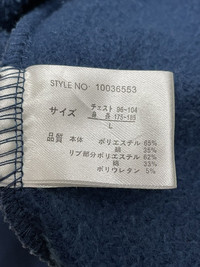 STYLE NO 10036553
サイズ チェスト 96-104
身長 175-185
L
品質 本体 ポリエステル 65%
綿 35%
リブ部分ポリエステル 62%
綿 33%
ポリウレタン 5%